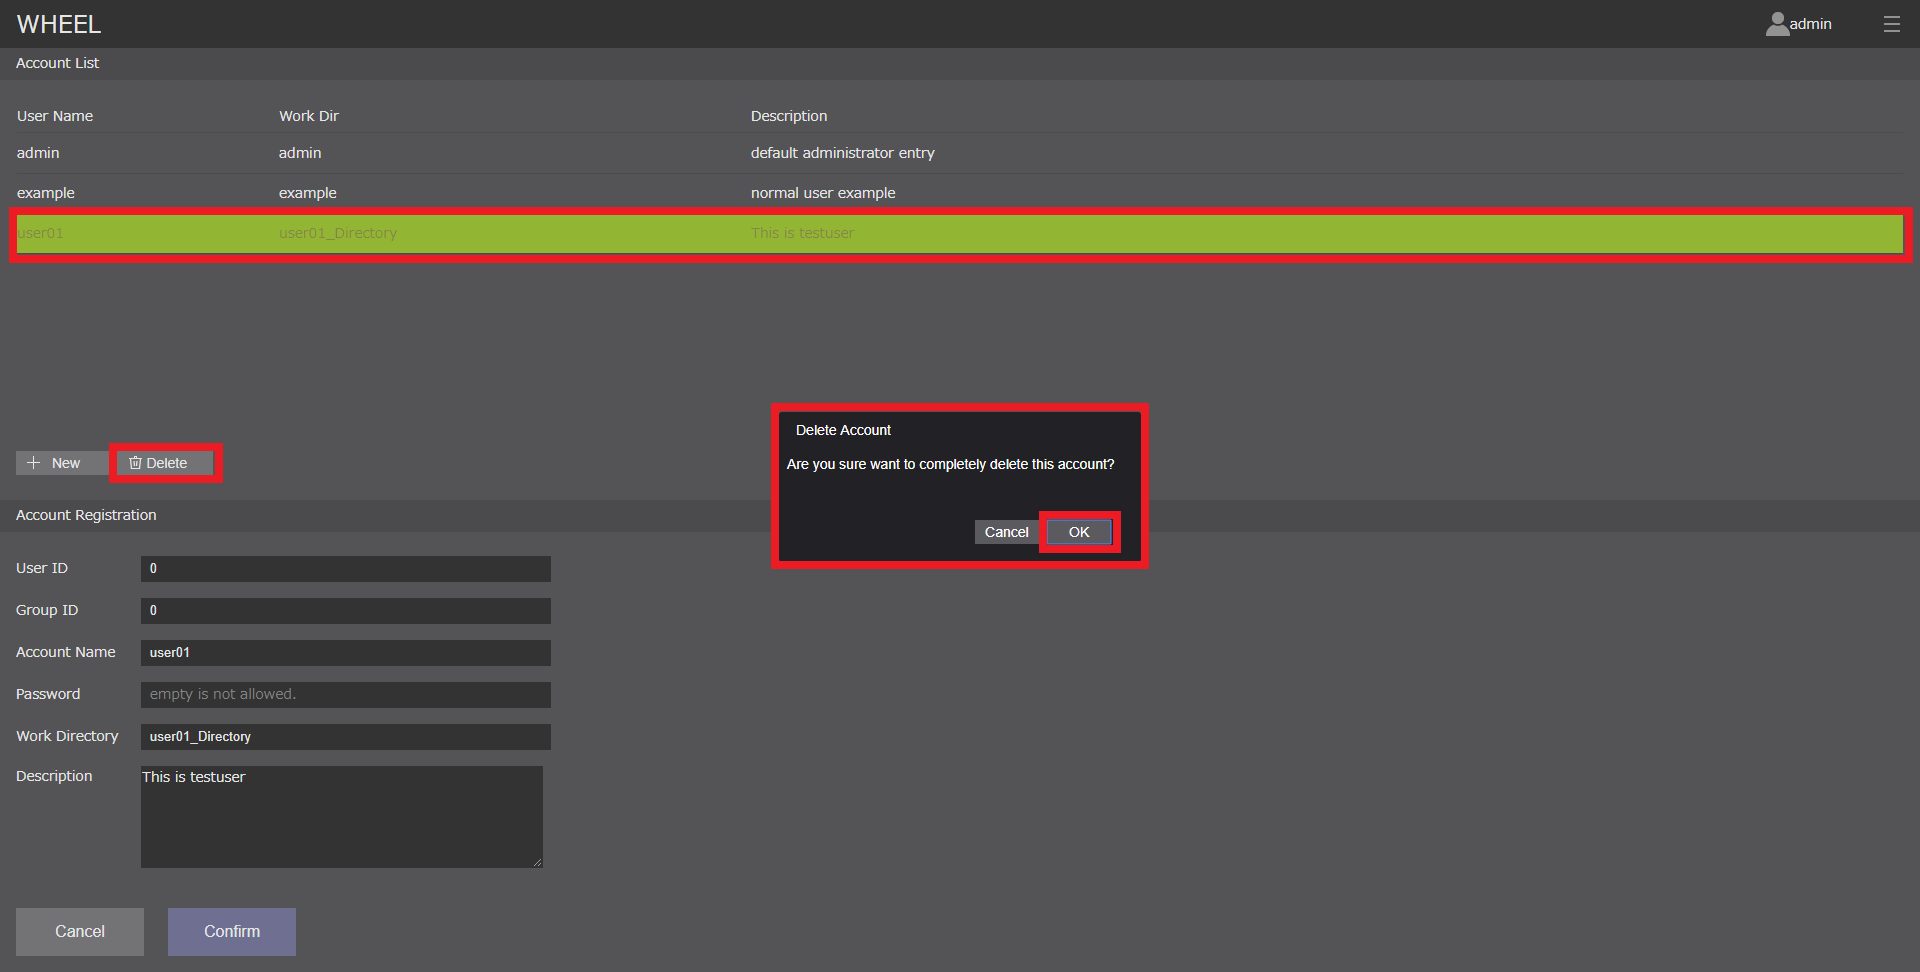 WHEEL
admin
Account List
User Name Work Dir Description
admin admin default administrator entry
example example normal user example
user01 user01_Directory This is testuser
New Delete
Delete Account
Are you sure want to completely delete this account?
Cancel OK
Account Registration
User ID 0
Group ID 0
Account Name user01
Password empty is not allowed.
Work Directory user01_Directory
Description This is testuser
Cancel Confirm